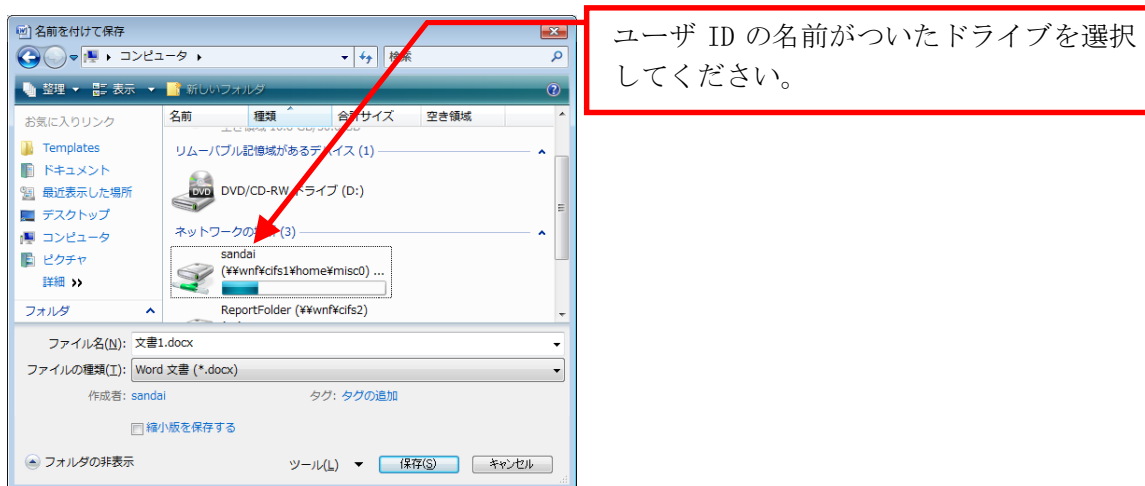 名前を付けて保存
コンピュータ
検索
整理 表示 新しいフォルダ
お気に入りリンク
Templates
ドキュメント
最近表示した場所
デスクトップ
コンピュータ
ピクチャ
詳細 >>
フォルダ
名前 種類 合計サイズ 空き領域
リムーバブル記憶域があるデバイス (1)
DVD/CD-RW ドライブ (D:)
ネットワークの (3)
sandai
(¥¥wnf¥cifs1¥home¥misc0) ...
ReportFolder (¥¥wnf¥cifs2)
ファイル名(N): 文書1.docx
ファイルの種類(T): Word 文書 (*.docx)
作成者: sandai タグ: タグの追加
縮小版を保存する
フォルダの非表示 ツール(L) 保存(S) キャンセル
ユーザ ID の名前がついたドライブを選択
してください。